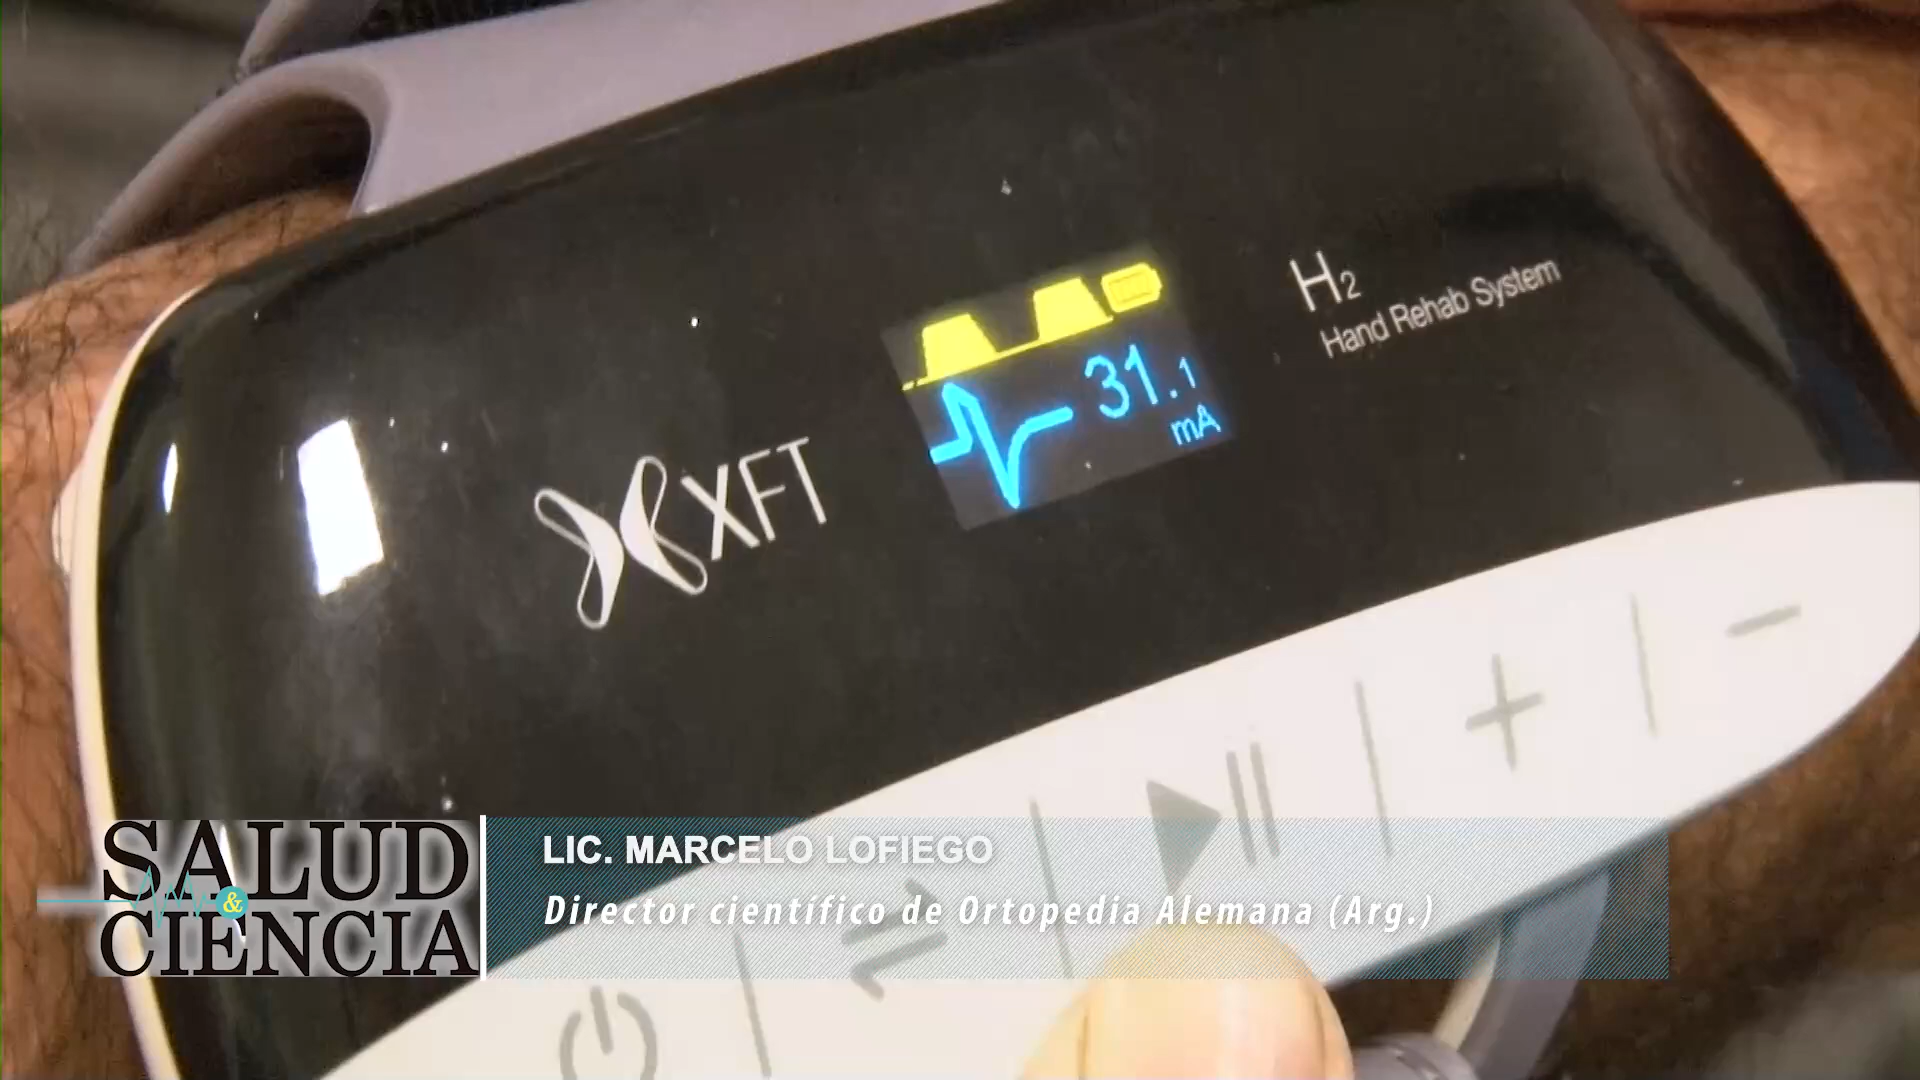 H2
Hand Rehab System
31.1
mA
XFT
SALUD
&
CIENCIA
LIC. MARCELO LOFIEGO
Director científico de Ortopedia Alemana (Arg.)